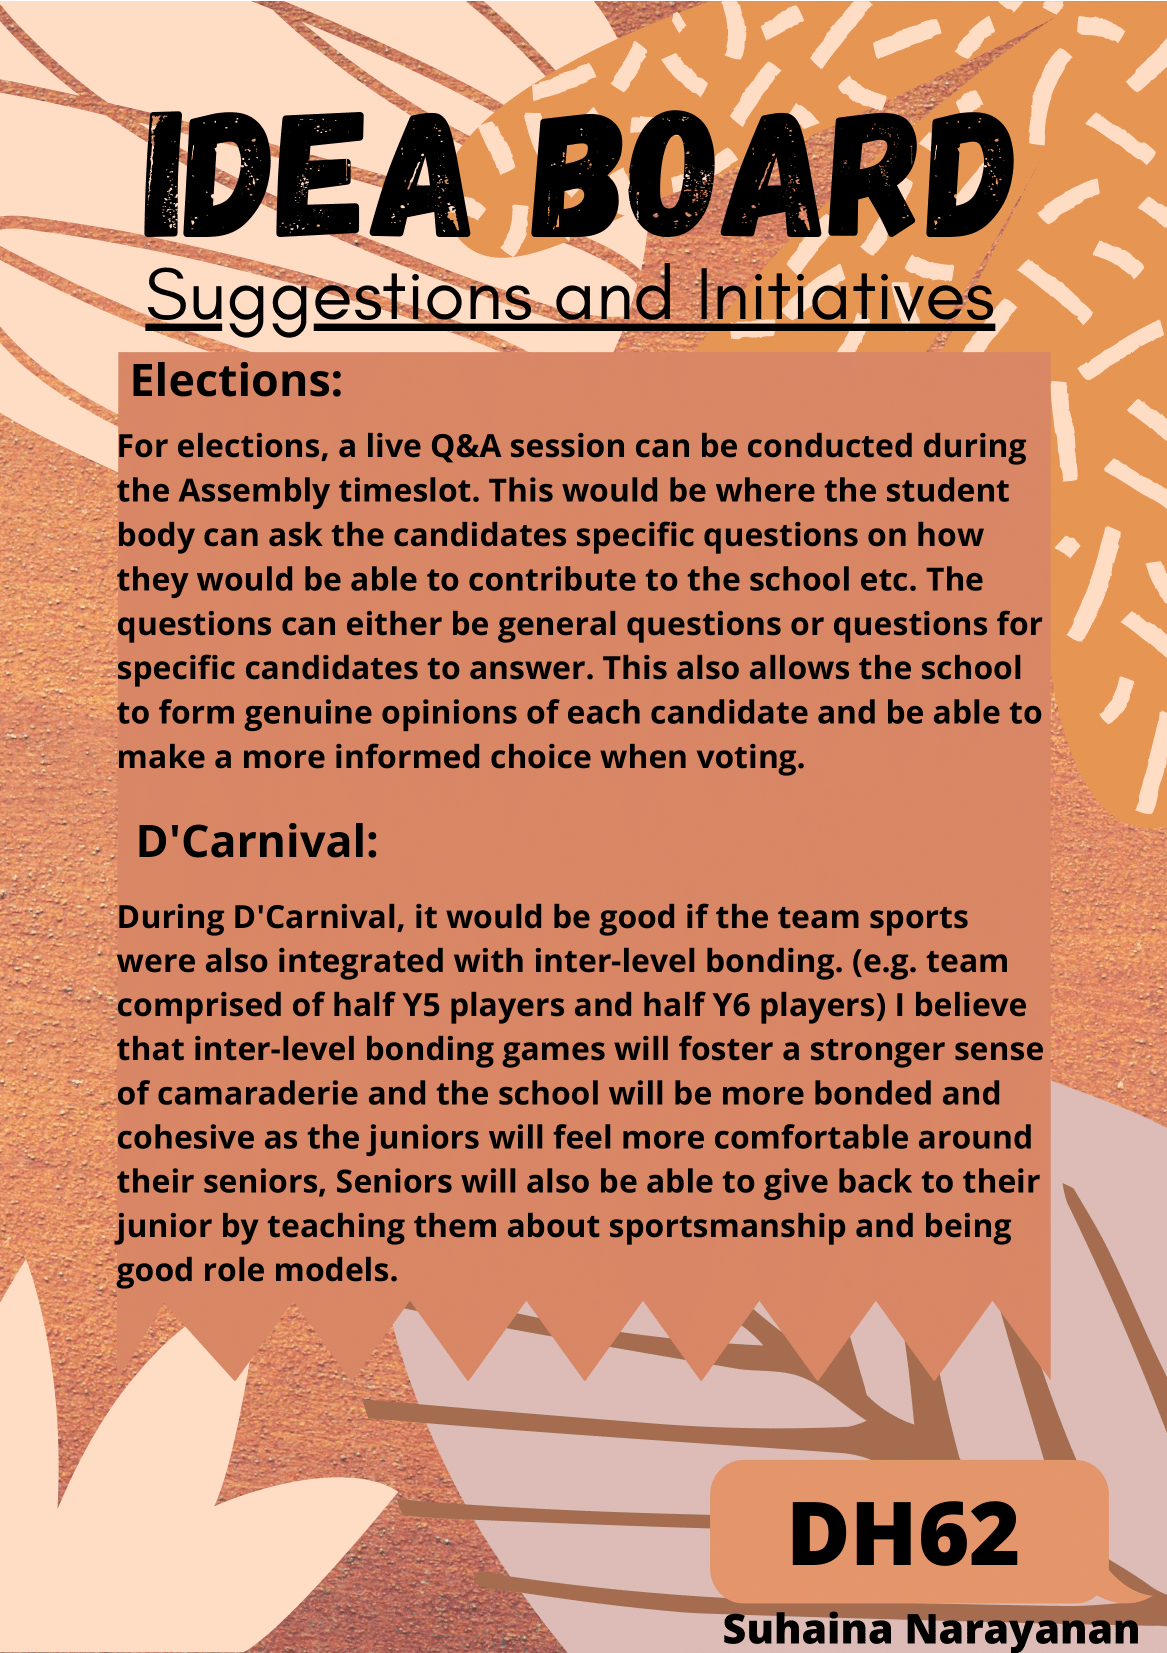 IDEA BOARD
Suggestions and Initiatives
Elections:
For elections, a live Q&A session can be conducted during
the Assembly timeslot. This would be where the student
body can ask the candidates specific questions on how
they would be able to contribute to the school etc. The
questions can either be general questions or questions for
specific candidates to answer. This also allows the school
to form genuine opinions of each candidate and be able to
make a more informed choice when voting.
D'Carnival:
During D'Carnival, it would be good if the team sports
were also integrated with inter-level bonding. (e.g. team
comprised of half Y5 players and half Y6 players) I believe
that inter-level bonding games will foster a stronger sense
of camaraderie and the school will be more bonded and
cohesive as the juniors will feel more comfortable around
their seniors, Seniors will also be able to give back to their
junior by teaching them about sportsmanship and being
good role models.
DH62
Suhaina Narayanan